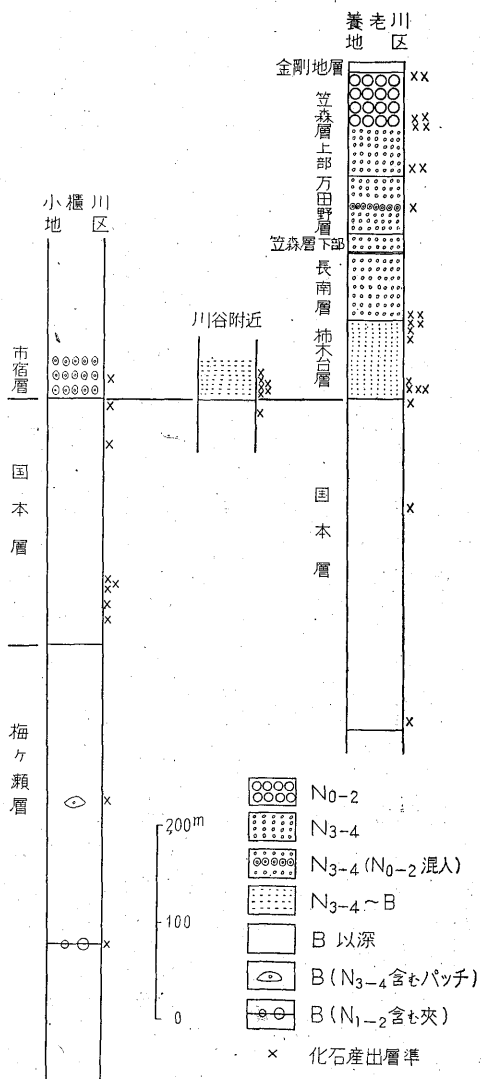 養老川
地区
金剛地層
笠森層上部
万田野層
笠森層下部
長南層
柿木台層
国本層
川谷附近
小櫃川
地区
市宿層
国本層
梅ヶ瀬層
200m
100
0
N0-2
N3-4
N3-4 (N0-2 混入)
N3-4~B
B 以深
B (N3-4 含むパッチ)
B (N1-2 含む夾)
× 化石産出層準